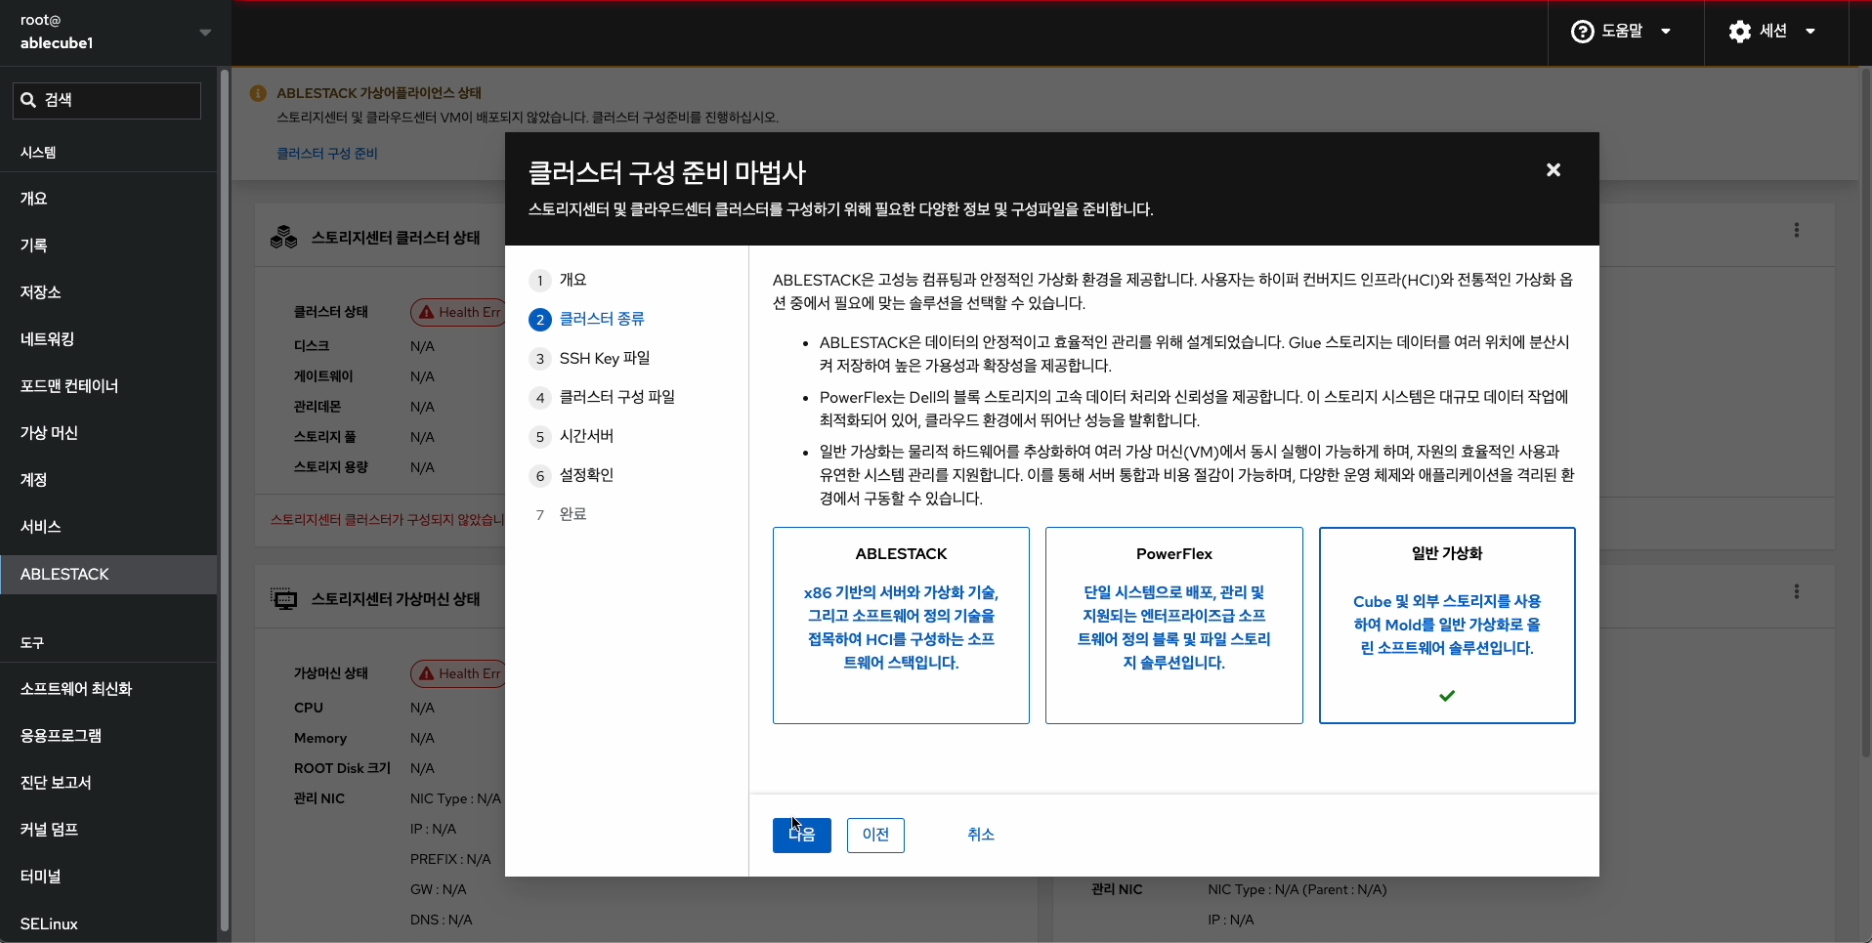 root@
ablecube1
도움말
세션
검색
시스템
개요
기록
저장소
네트워킹
포드맨 컨테이너
가상 머신
계정
서비스
ABLESTACK
도구
소프트웨어 최신화
응용프로그램
진단 보고서
커널 덤프
터미널
SELinux
ABLESTACK 가상어플라이언스 상태
스토리지센터 및 클라우드센터 VM이 배포되지 않았습니다. 클러스터 구성준비를 진행하십시오.
클러스터 구성 준비
스토리지센터 클러스터 상태
클러스터 상태
Health Err
디스크
N/A
게이트웨이
N/A
관리데몬
N/A
스토리지 풀
N/A
스토리지 용량
N/A
스토리지센터 클러스터가 구성되지 않았습니
스토리지센터 가상머신 상태
가상머신 상태
Health Err
CPU
N/A
Memory
N/A
ROOT Disk 크기
N/A
관리 NIC
NIC Type : N/A
IP : N/A
PREFIX : N/A
GW : N/A
DNS : N/A
클러스터 구성 준비 마법사
스토리지센터 및 클라우드센터 클러스터를 구성하기 위해 필요한 다양한 정보 및 구성파일을 준비합니다.
1 개요
2 클러스터 종류
3 SSH Key 파일
4 클러스터 구성 파일
5 시간서버
6 설정확인
7 완료
ABLESTACK은 고성능 컴퓨팅과 안정적인 가상화 환경을 제공합니다. 사용자는 하이퍼 컨버지드 인프라(HCI)와 전통적인 가상화 옵
션 중에서 필요에 맞는 솔루션을 선택할 수 있습니다.
• ABLESTACK은 데이터의 안정적이고 효율적인 관리를 위해 설계되었습니다. Glue 스토리지는 데이터를 여러 위치에 분산시
켜 저장하여 높은 가용성과 확장성을 제공합니다.
• PowerFlex는 Dell의 블록 스토리지의 고속 데이터 처리와 신뢰성을 제공합니다. 이 스토리지 시스템은 대규모 데이터 작업에
최적화되어 있어, 클라우드 환경에서 뛰어난 성능을 발휘합니다.
• 일반 가상화는 물리적 하드웨어를 추상화하여 여러 가상 머신(VM)에서 동시 실행이 가능하게 하며, 자원의 효율적인 사용과
유연한 시스템 관리를 지원합니다. 이를 통해 서버 통합과 비용 절감이 가능하며, 다양한 운영 체제와 애플리케이션을 격리된 환
경에서 구동할 수 있습니다.
ABLESTACK
x86 기반의 서버와 가상화 기술,
그리고 소프트웨어 정의 기술을
접목하여 HCI를 구성하는 소프
트웨어 스택입니다.
PowerFlex
단일 시스템으로 배포, 관리 및
지원되는 엔터프라이즈급 소프
트웨어 정의 블록 및 파일 스토리
지 솔루션입니다.
일반 가상화
Cube 및 외부 스토리지를 사용
하여 Mold를 일반 가상화로 올
린 소프트웨어 솔루션입니다.
다음
이전
취소
관리 NIC
NIC Type : N/A (Parent : N/A)
IP : N/A